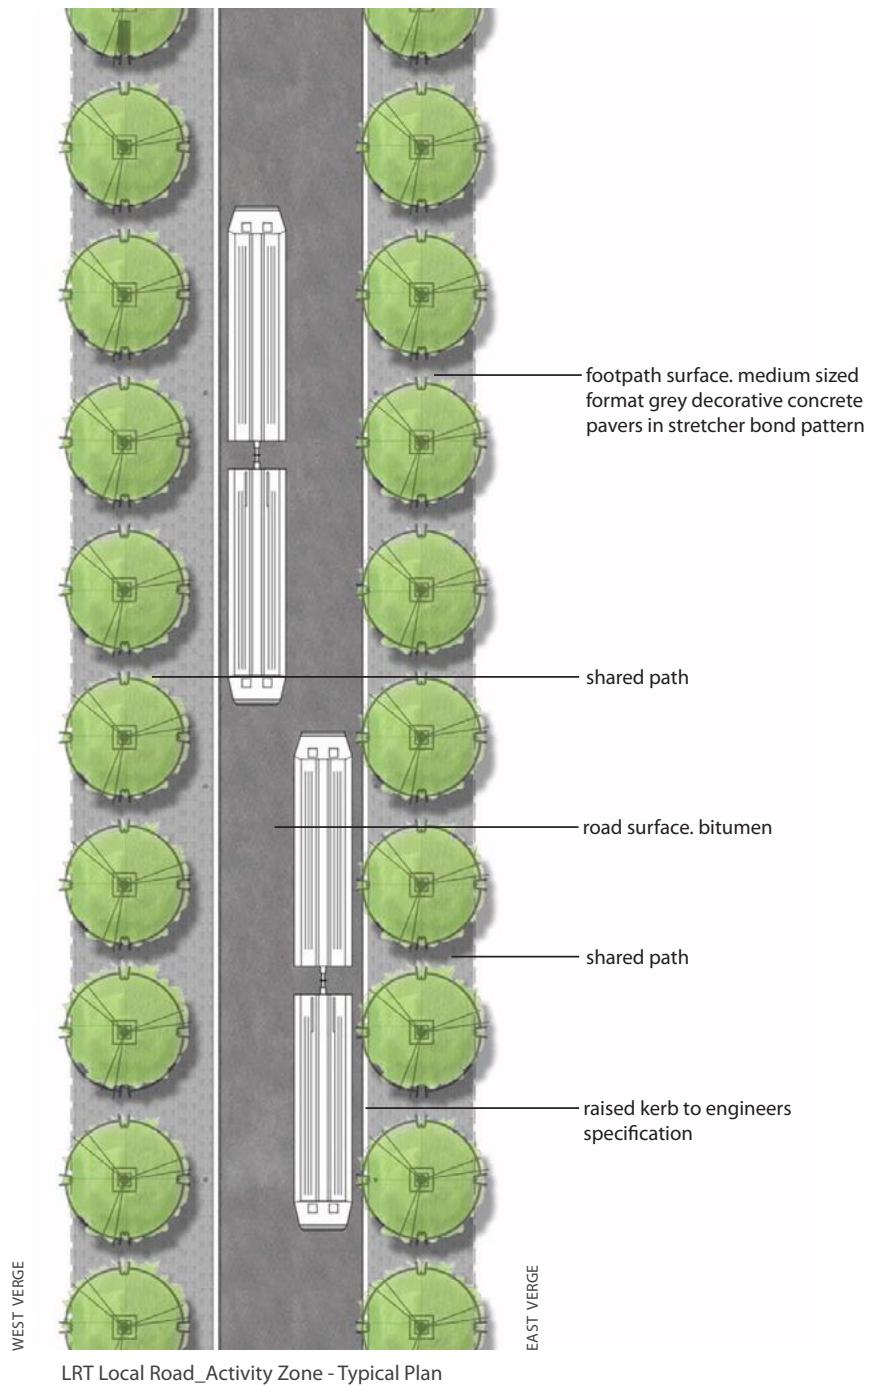 footpath surface. medium sized
format grey decorative concrete
pavers in stretcher bond pattern
shared path
road surface. bitumen
shared path
raised kerb to engineers
specification
WEST VERGE
EAST VERGE
LRT Local Road_Activity Zone - Typical Plan